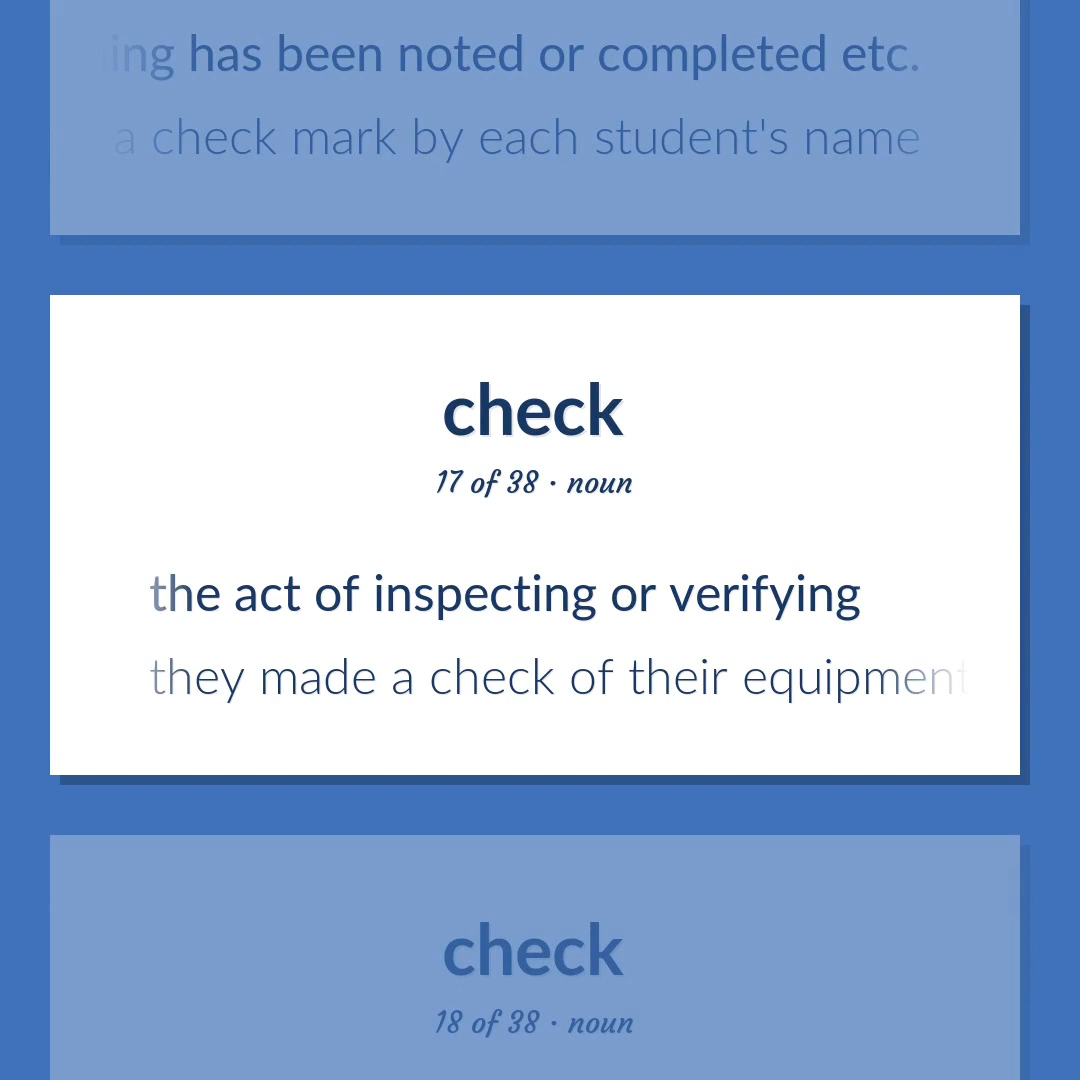 ing has been noted or completed etc.
a check mark by each student's name
check
17 of 38 · noun
the act of inspecting or verifying
they made a check of their equipment
check
18 of 38 · noun